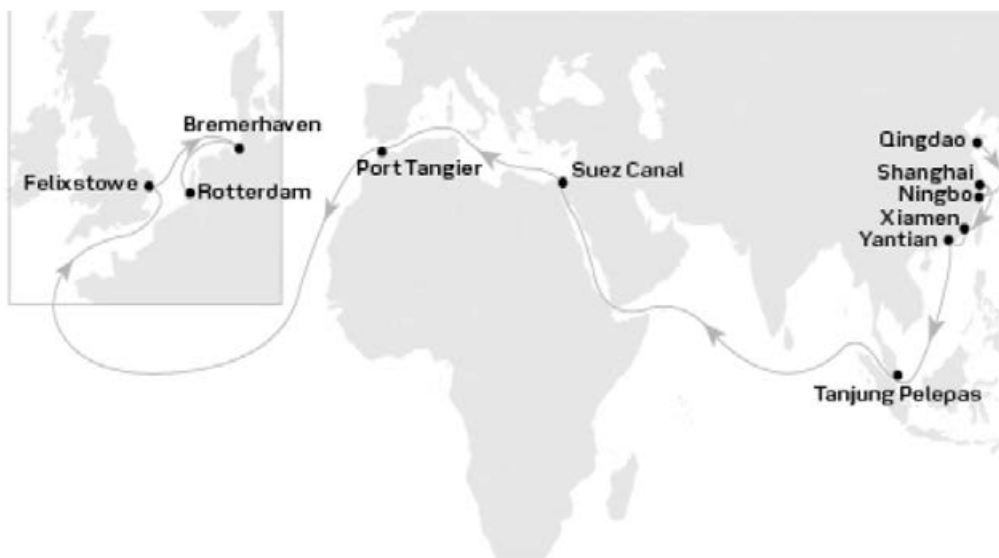 Bremerhaven
Felixstowe
Rotterdam
Port Tangier
Suez Canal
Qingdao
Shanghai
Ningbo
Xiamen
Yantian
Tanjung Pelepas